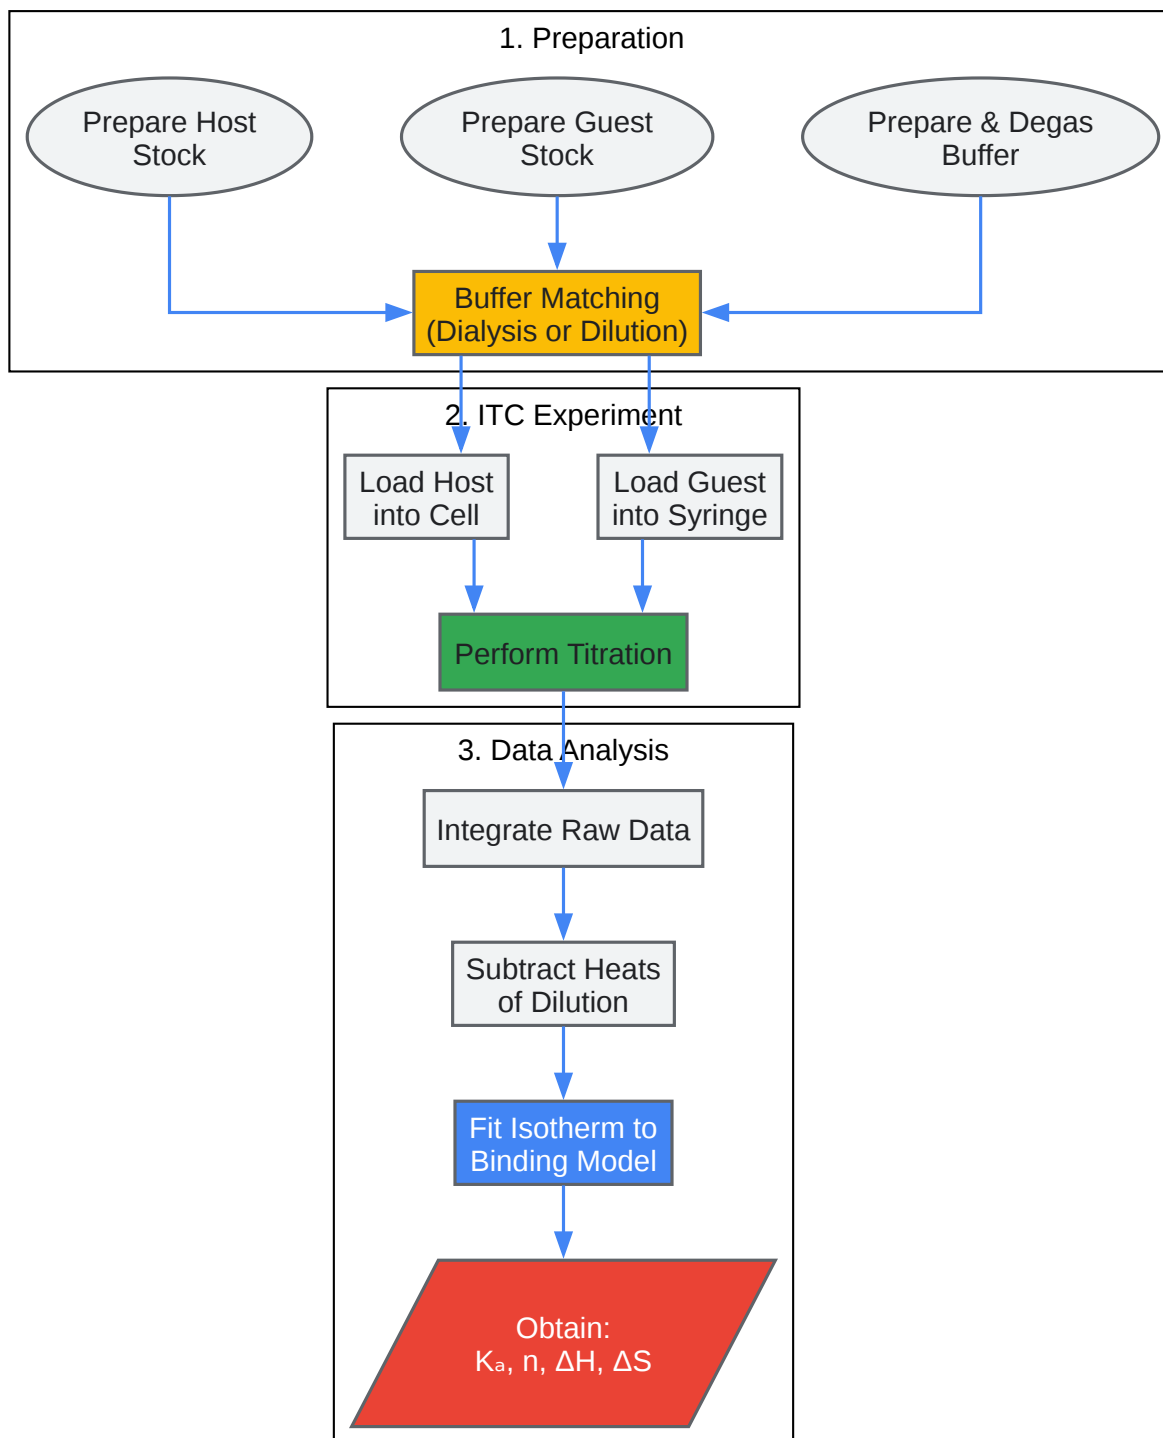 1. Preparation
Prepare Host
Stock
Prepare Guest
Stock
Prepare & Degas
Buffer
Buffer Matching
(Dialysis or Dilution)
2. ITC Experiment
Load Host
into Cell
Load Guest
into Syringe
Perform Titration
3. Data Analysis
Integrate Raw Data
Subtract Heats
of Dilution
Fit Isotherm to
Binding Model
Obtain:
Kₐ, n, ΔH, ΔS